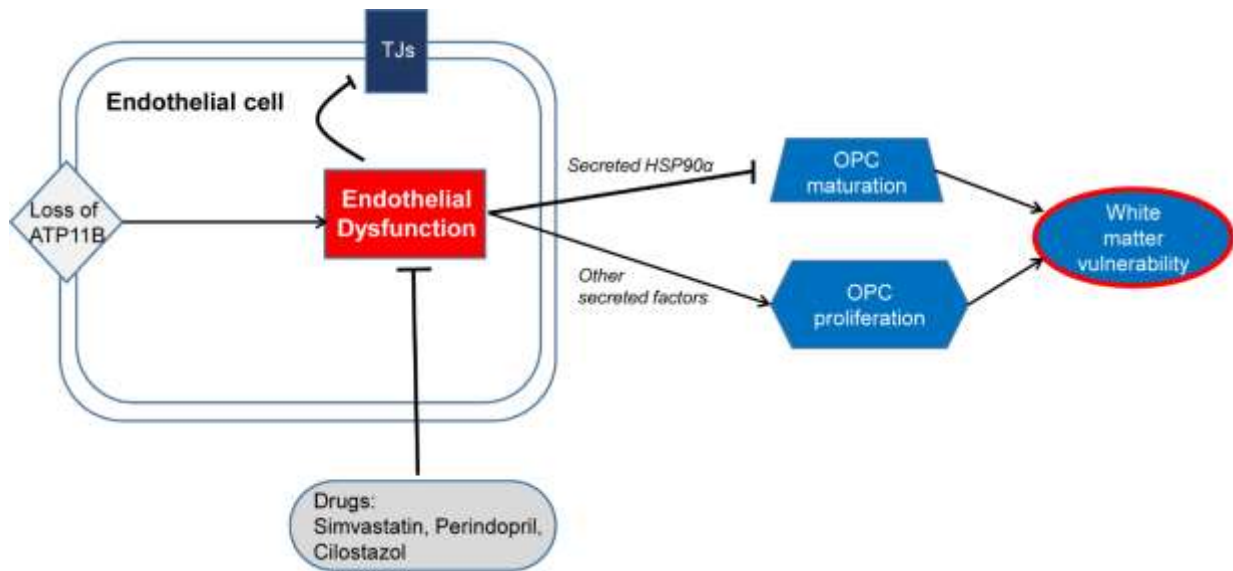 TJs
Endothelial cell
Loss of
ATP11B
Endothelial
Dysfunction
Secreted HSP90α
Other
secreted factors
OPC
maturation
OPC
proliferation
White
matter
vulnerability
Drugs:
Simvastatin, Perindopril,
Cilostazol